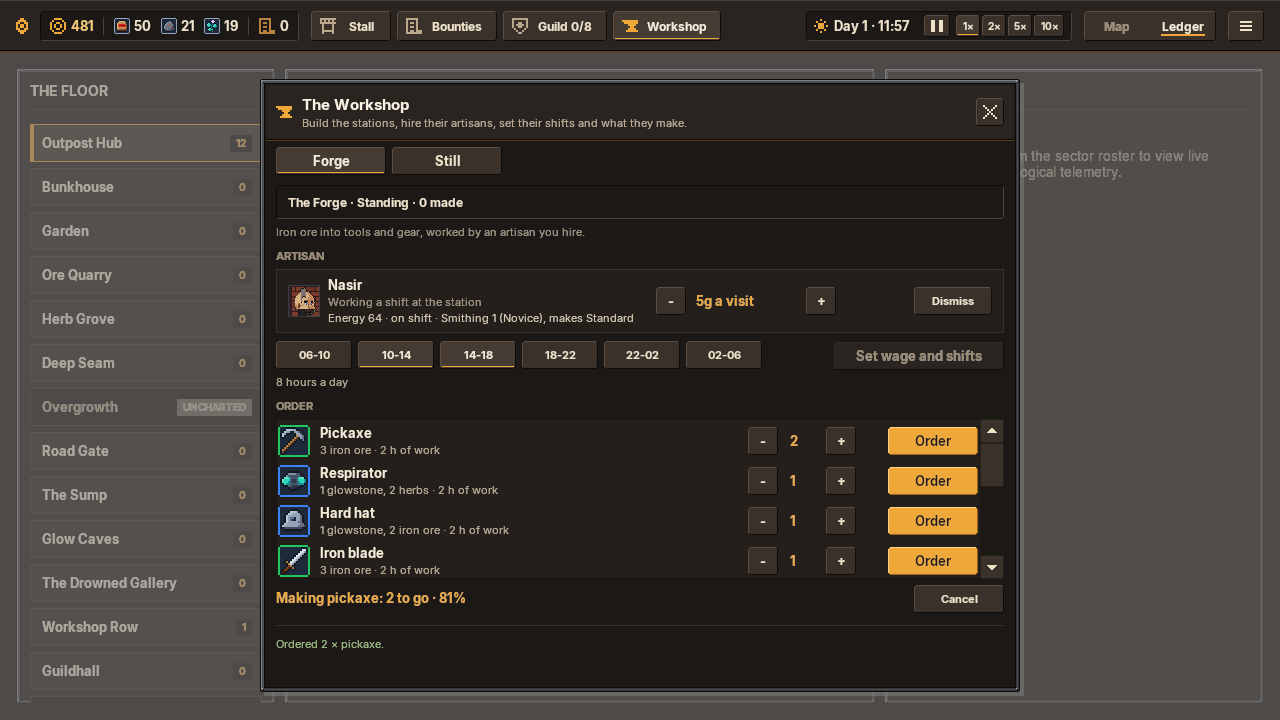 481 50 21 19 0 Stall Bounties Guild 0/8 Workshop Day 1 · 11:57 1× 2× 5× 10× Map Ledger
THE FLOOR
Outpost Hub 12
Bunkhouse 0
Garden 0
Ore Quarry 0
Herb Grove 0
Deep Seam 0
Overgrowth UNCHARTED
Road Gate 0
The Sump 0
Glow Caves 0
The Drowned Gallery 0
Workshop Row 1
Guildhall 0
The Workshop
Build the stations, hire their artisans, set their shifts and what they make.
Forge Still
The Forge · Standing · 0 made
Iron ore into tools and gear, worked by an artisan you hire.
ARTISAN
Nasir
Working a shift at the station
Energy 64 · on shift · Smithing 1 (Novice), makes Standard
- 5g a visit + Dismiss
06-10 10-14 14-18 18-22 22-02 02-06 Set wage and shifts
8 hours a day
ORDER
Pickaxe
3 iron ore · 2 h of work
- 2 + Order
Respirator
1 glowstone, 2 herbs · 2 h of work
- 1 + Order
Hard hat
1 glowstone, 2 iron ore · 2 h of work
- 1 + Order
Iron blade
3 iron ore · 2 h of work
- 1 + Order
Making pickaxe: 2 to go · 81% Cancel
Ordered 2 × pickaxe.
the sector roster to view live
telemetry.